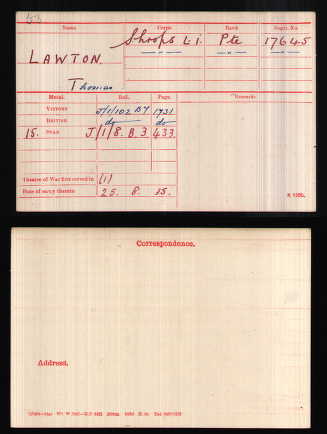 Name Corps Rank Regtl. No.
LAWTON. Shrops L.I. Pte 17645
Thomas
Medal. Roll. Page. Remarks.
VICTORY J/1/102 B7 1731
BRITISH do do
15. STAR J/1/8.B.3. 433.
Theatre of War first served in (1)
Date of entry therein 25. 8. 15.
K 1380.
Correspondence.
Address.